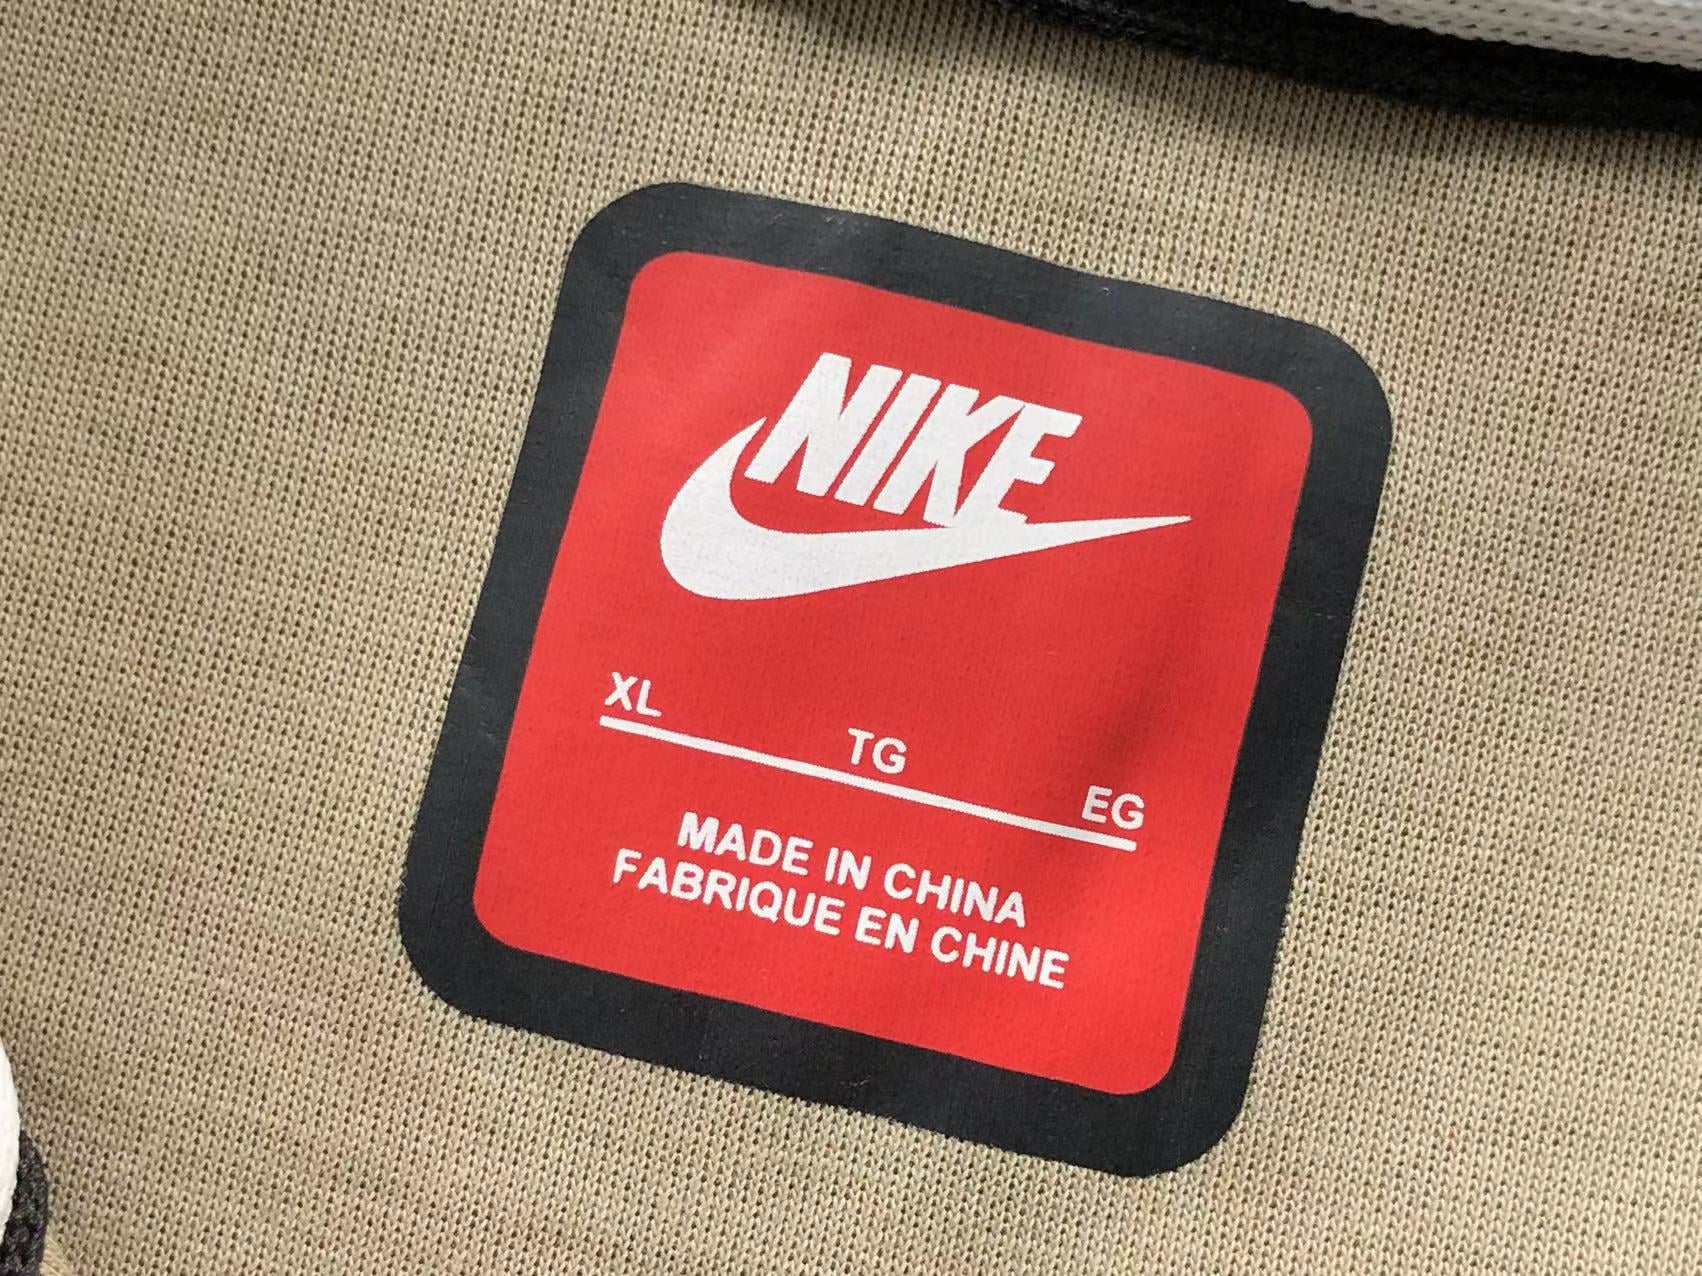 NIKE
XL TG EG
MADE IN CHINA
FABRIQUE EN CHINE